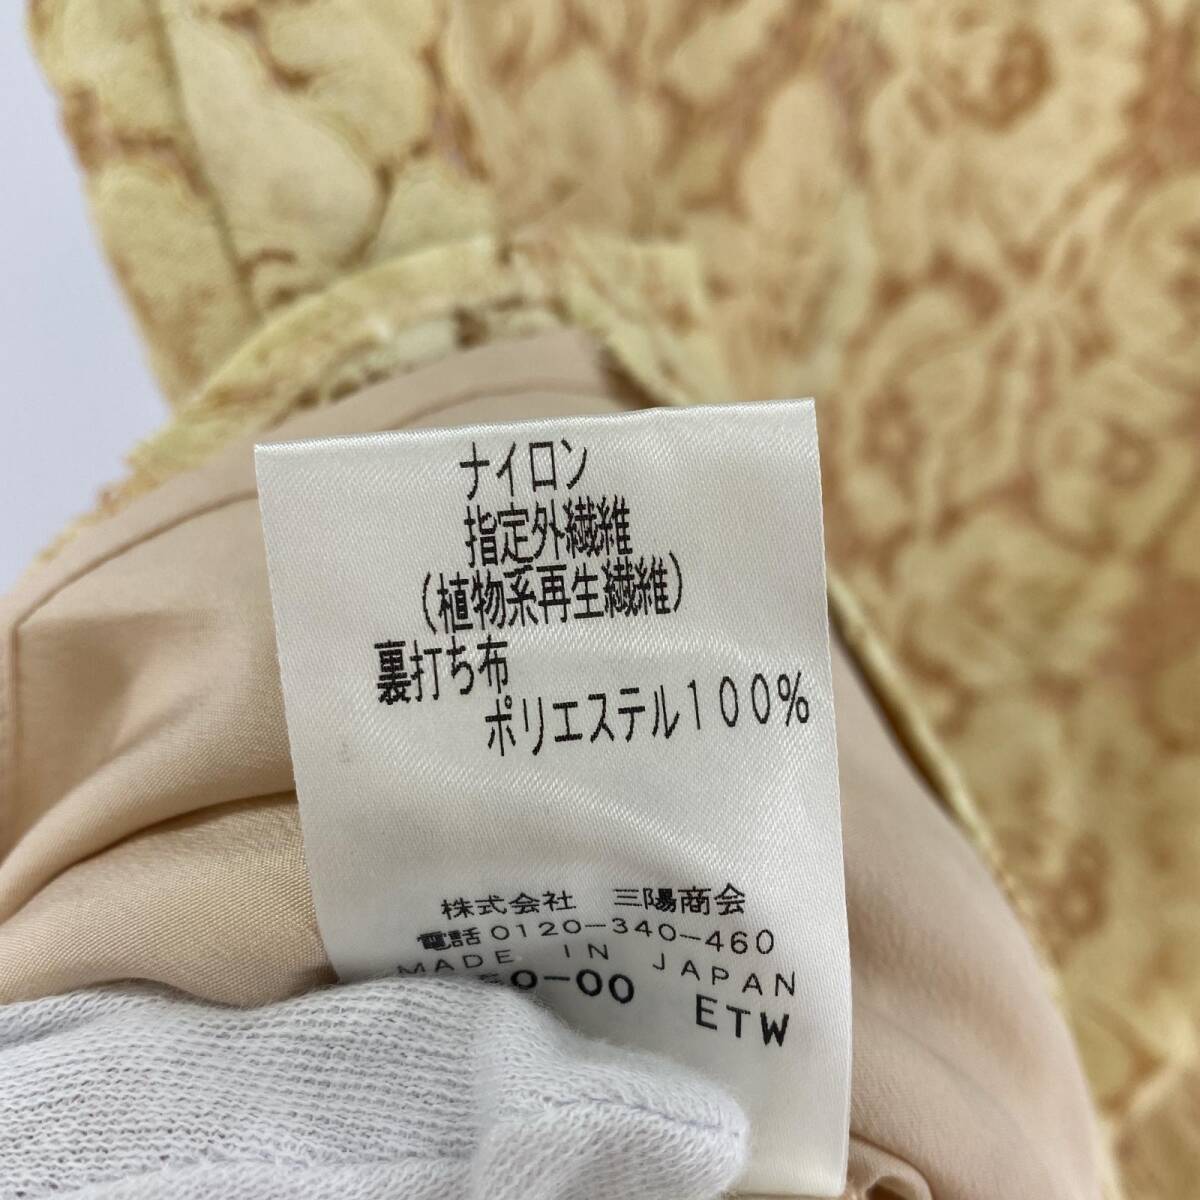 ナイロン
指定外繊維
(植物系再生繊維)
裏打ち布
ポリエステル100%
株式会社 三陽商会
電話0120-340-460
MADE IN JAPAN
0-00 ETW